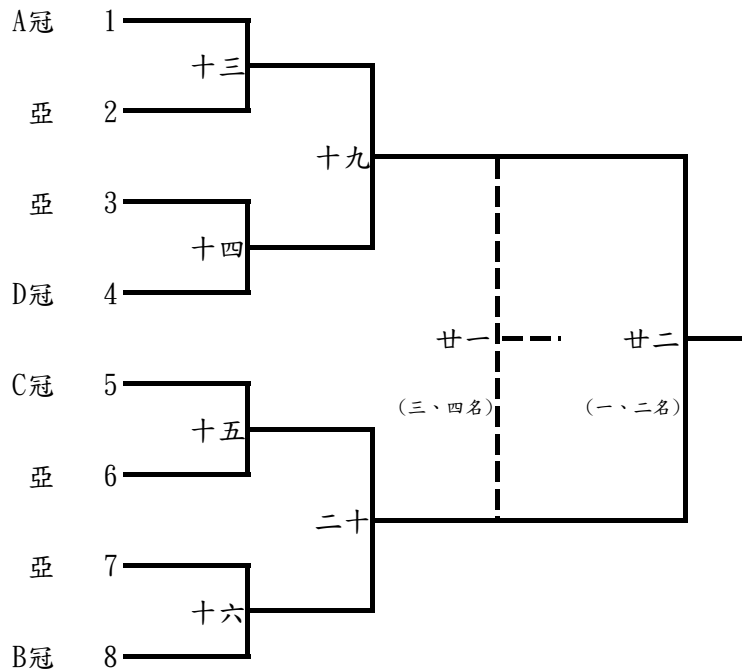 A冠 1
十三
亞 2
十九
亞 3
十四
D冠 4
廿一 廿二
C冠 5
(三、四名) (一、二名)
十五
亞 6
二十
亞 7
十六
B冠 8